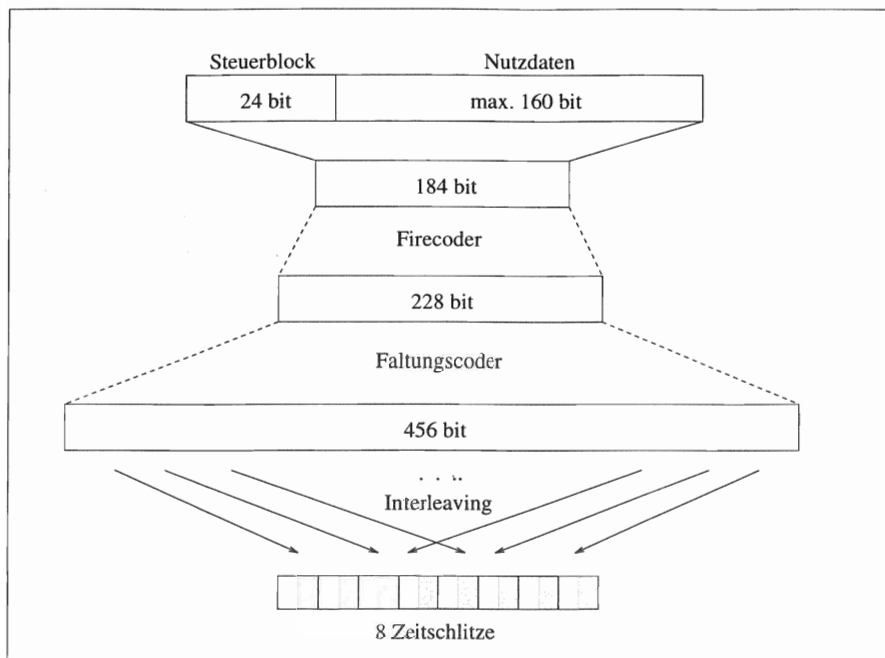 Steuerblock Nutzdaten
24 bit max. 160 bit
184 bit
Firecoder
228 bit
Faltungscoder
456 bit
. . ..
Interleaving
8 Zeitschlitze